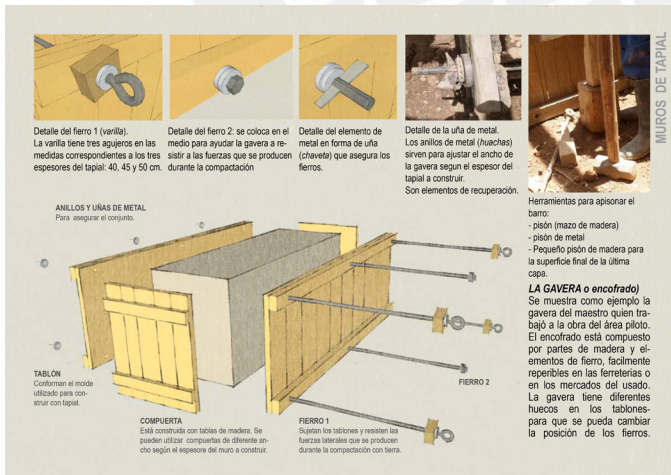 MUROS DE TAPIAL
Detalle del fierro 1 (varilla).
La varilla tiene tres agujeros en las
medidas correspondientes a los tres
espesores del tapial: 40, 45 y 50 cm.
Detalle del fierro 2: se coloca en el
medio para ayudar la gavera a re-
sistir a las fuerzas que se producen
durante la compactación
Detalle del elemento de
metal en forma de uña
(chaveta) que asegura los
fierros.
Detalle de la uña de metal.
Los anillos de metal (huachas)
sirven para ajustar el ancho de
la gavera segun el espesor del
tapial a construir.
Son elementos de recuperación.
Herramientas para apisonar el
barro:
- pisón (mazo de madera)
- pisón de metal
- Pequeño pisón de madera para
la superficie final de la última
capa.
LA GAVERA o encofrado)
Se muestra como ejemplo la
gavera del maestro quien tra-
bajó a la obra del área piloto.
El encofrado está compuesto
por partes de madera y el-
ementos de fierro, facilmente
reperibles en las ferreterias o
en los mercados del usado.
La gavera tiene diferentes
huecos en los tablones-
para que se pueda cambiar
la posición de los fierros.
ANILLOS Y UÑAS DE METAL
Para asegurar el conjunto.
TABLÓN
Conforman el molde
utilizado para con-
struir con tapial.
COMPUERTA
Está construida con tablas de madera. Se
pueden utilizar compuertas de diferente an-
cho según el espesor del muro a construir.
FIERRO 1
Sujetan los tablones y resisten las
fuerzas laterales que se producen
durante la compactación con tierra.
FIERRO 2